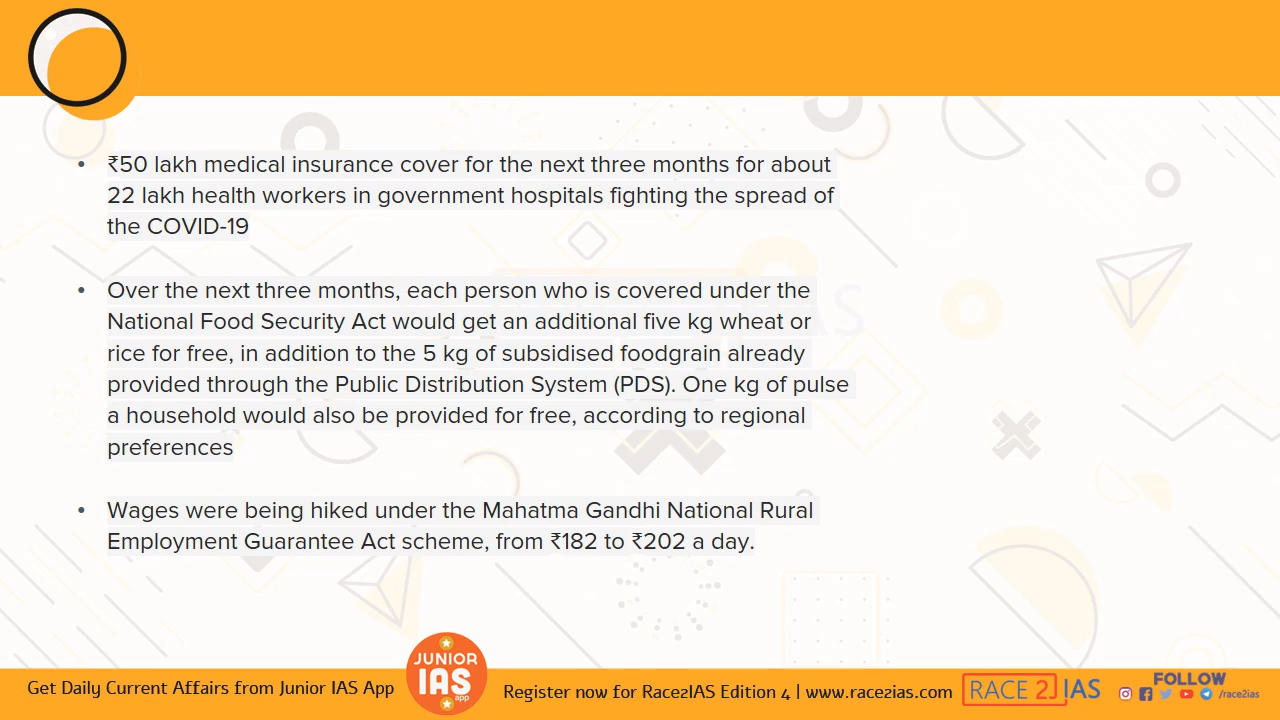 • ₹50 lakh medical insurance cover for the next three months for about
22 lakh health workers in government hospitals fighting the spread of
the COVID-19
• Over the next three months, each person who is covered under the
National Food Security Act would get an additional five kg wheat or
rice for free, in addition to the 5 kg of subsidised foodgrain already
provided through the Public Distribution System (PDS). One kg of pulse
a household would also be provided for free, according to regional
preferences
• Wages were being hiked under the Mahatma Gandhi National Rural
Employment Guarantee Act scheme, from ₹182 to ₹202 a day.
Get Daily Current Affairs from Junior IAS App
JUNIOR
IAS
app
Register now for Race2IAS Edition 4 | www.race2ias.com
RACE 2 IAS
FOLLOW
/race2ias